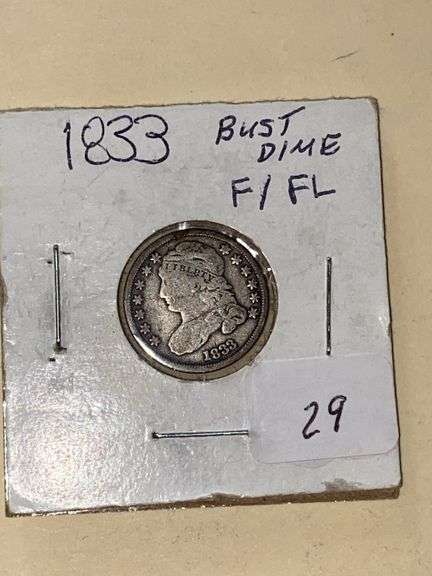 1833
BUST
DIME
F/FL
LIBERTY
1833
29